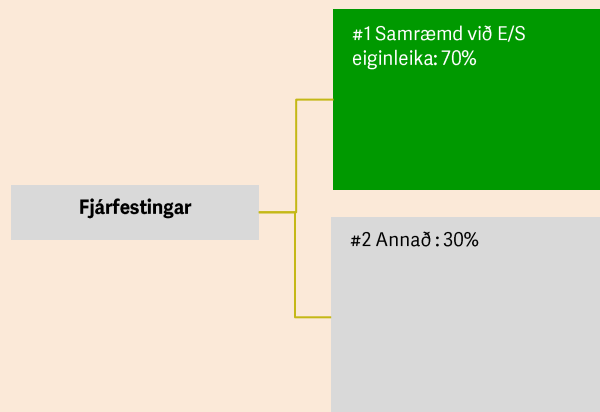 #1 Samræmd við E/S
eiginleika: 70%
Fjárfestingar
#2 Annað : 30%